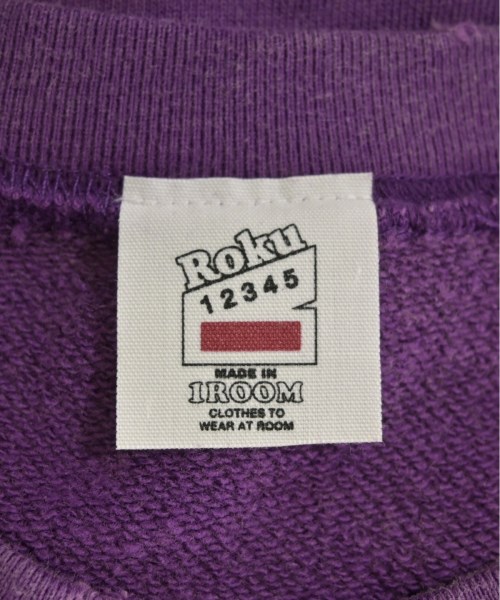 Roku
12345
MADE IN
1ROOM
CLOTHES TO
WEAR AT ROOM